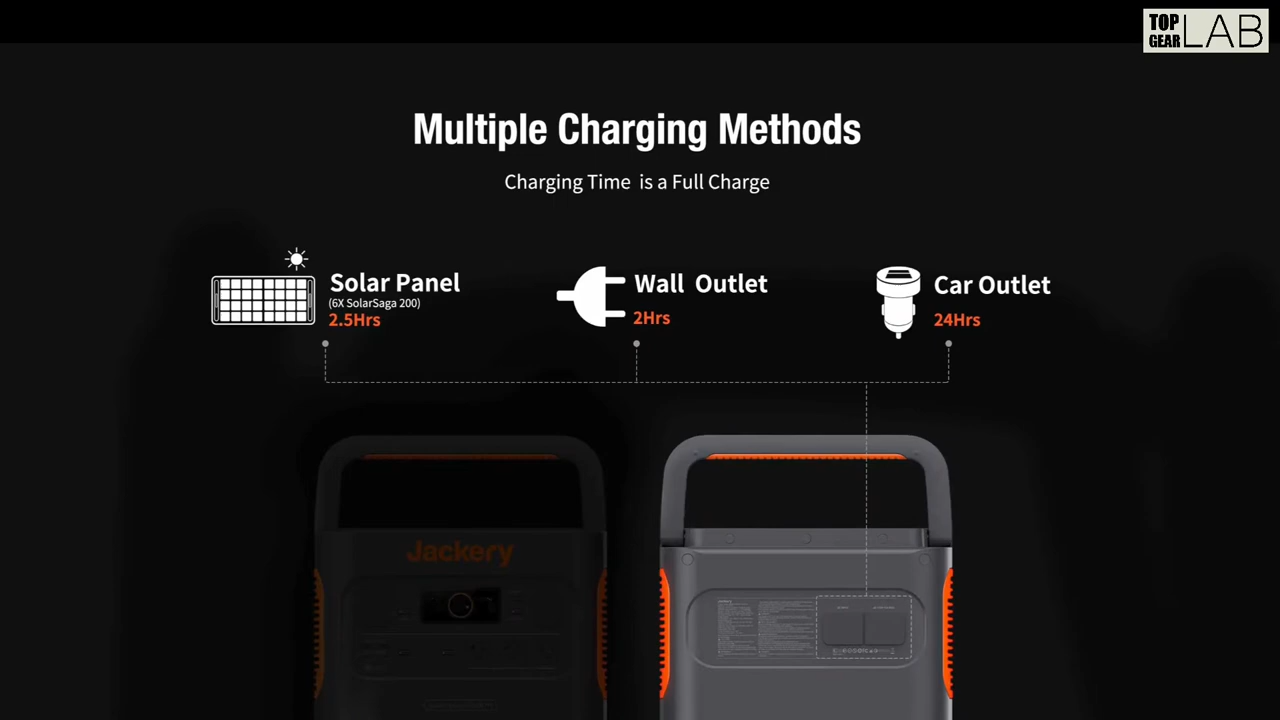 TOP
GEAR LAB
Multiple Charging Methods
Charging Time is a Full Charge
Solar Panel
(6X SolarSaga 200)
2.5Hrs
Wall Outlet
2Hrs
Car Outlet
24Hrs
Jackery